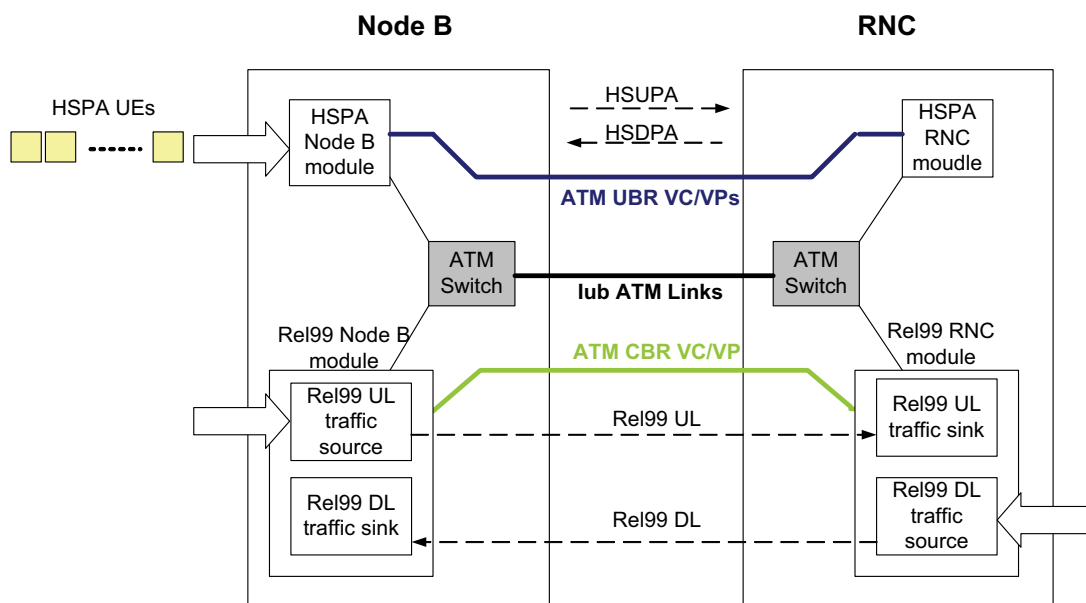 Node B
RNC
HSPA UEs
HSPA
Node B
module
HSUPA
HSDPA
HSPA
RNC
moudle
ATM UBR VC/VPs
ATM
Switch
Iub ATM Links
ATM
Switch
Rel99 Node B
module
ATM CBR VC/VP
Rel99 RNC
module
Rel99 UL
traffic
source
Rel99 UL
Rel99 UL
traffic sink
Rel99 DL
traffic sink
Rel99 DL
Rel99 DL
traffic
source